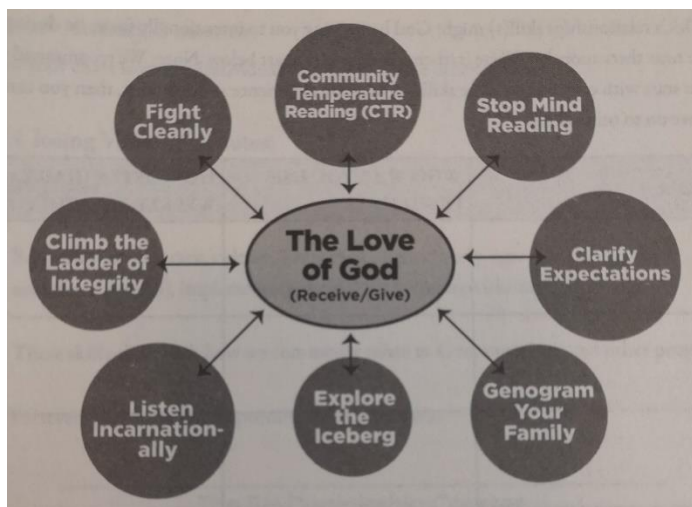 Community
Temperature
Reading (CTR)
Fight
Cleanly
Stop Mind
Reading
The Love
of God
(Receive/Give)
Climb the
Ladder of
Integrity
Clarify
Expectations
Listen
Incarnation-
ally
Explore
the
Iceberg
Genogram
Your
Family